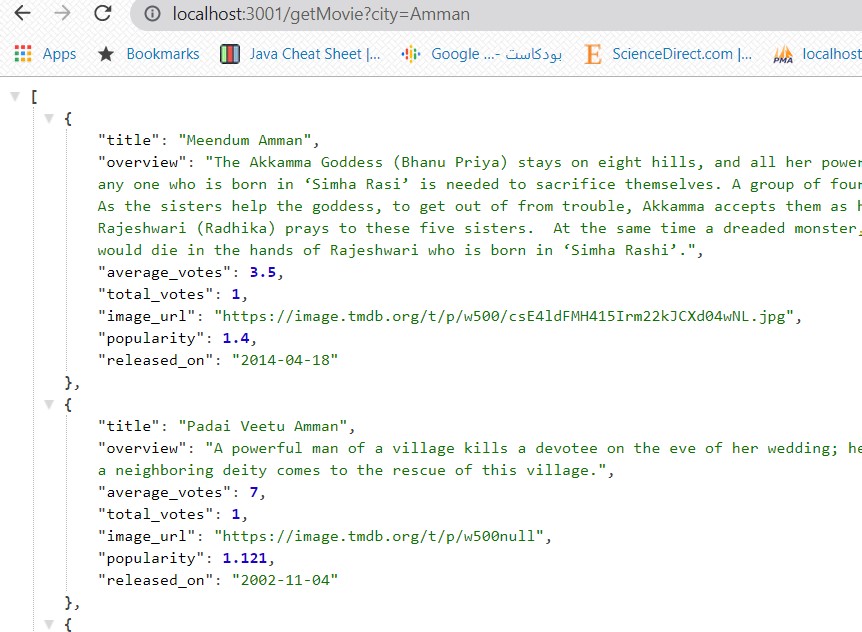 localhost:3001/getMovie?city=Amman
Apps Bookmarks Java Cheat Sheet |... Google ...- بودكاست ScienceDirect.com |... PMA localhost
[
{
"title": "Meendum Amman",
"overview": "The Akkamma Goddess (Bhanu Priya) stays on eight hills, and all her power
any one who is born in ‘Simha Rasi’ is needed to sacrifice themselves. A group of four
As the sisters help the goddess, to get out of from trouble, Akkamma accepts them as h
Rajeshwari (Radhika) prays to these five sisters.  At the same time a dreaded monster,
would die in the hands of Rajeshwari who is born in ‘Simha Rashi’.",
"average_votes": 3.5,
"total_votes": 1,
"image_url": "https://image.tmdb.org/t/p/w500/csE4ldFMH415Irm22kJCXd04wNL.jpg",
"popularity": 1.4,
"released_on": "2014-04-18"
},
{
"title": "Padai Veetu Amman",
"overview": "A powerful man of a village kills a devotee on the eve of her wedding; he
a neighboring deity comes to the rescue of this village.",
"average_votes": 7,
"total_votes": 1,
"image_url": "https://image.tmdb.org/t/p/w500null",
"popularity": 1.121,
"released_on": "2002-11-04"
},
{